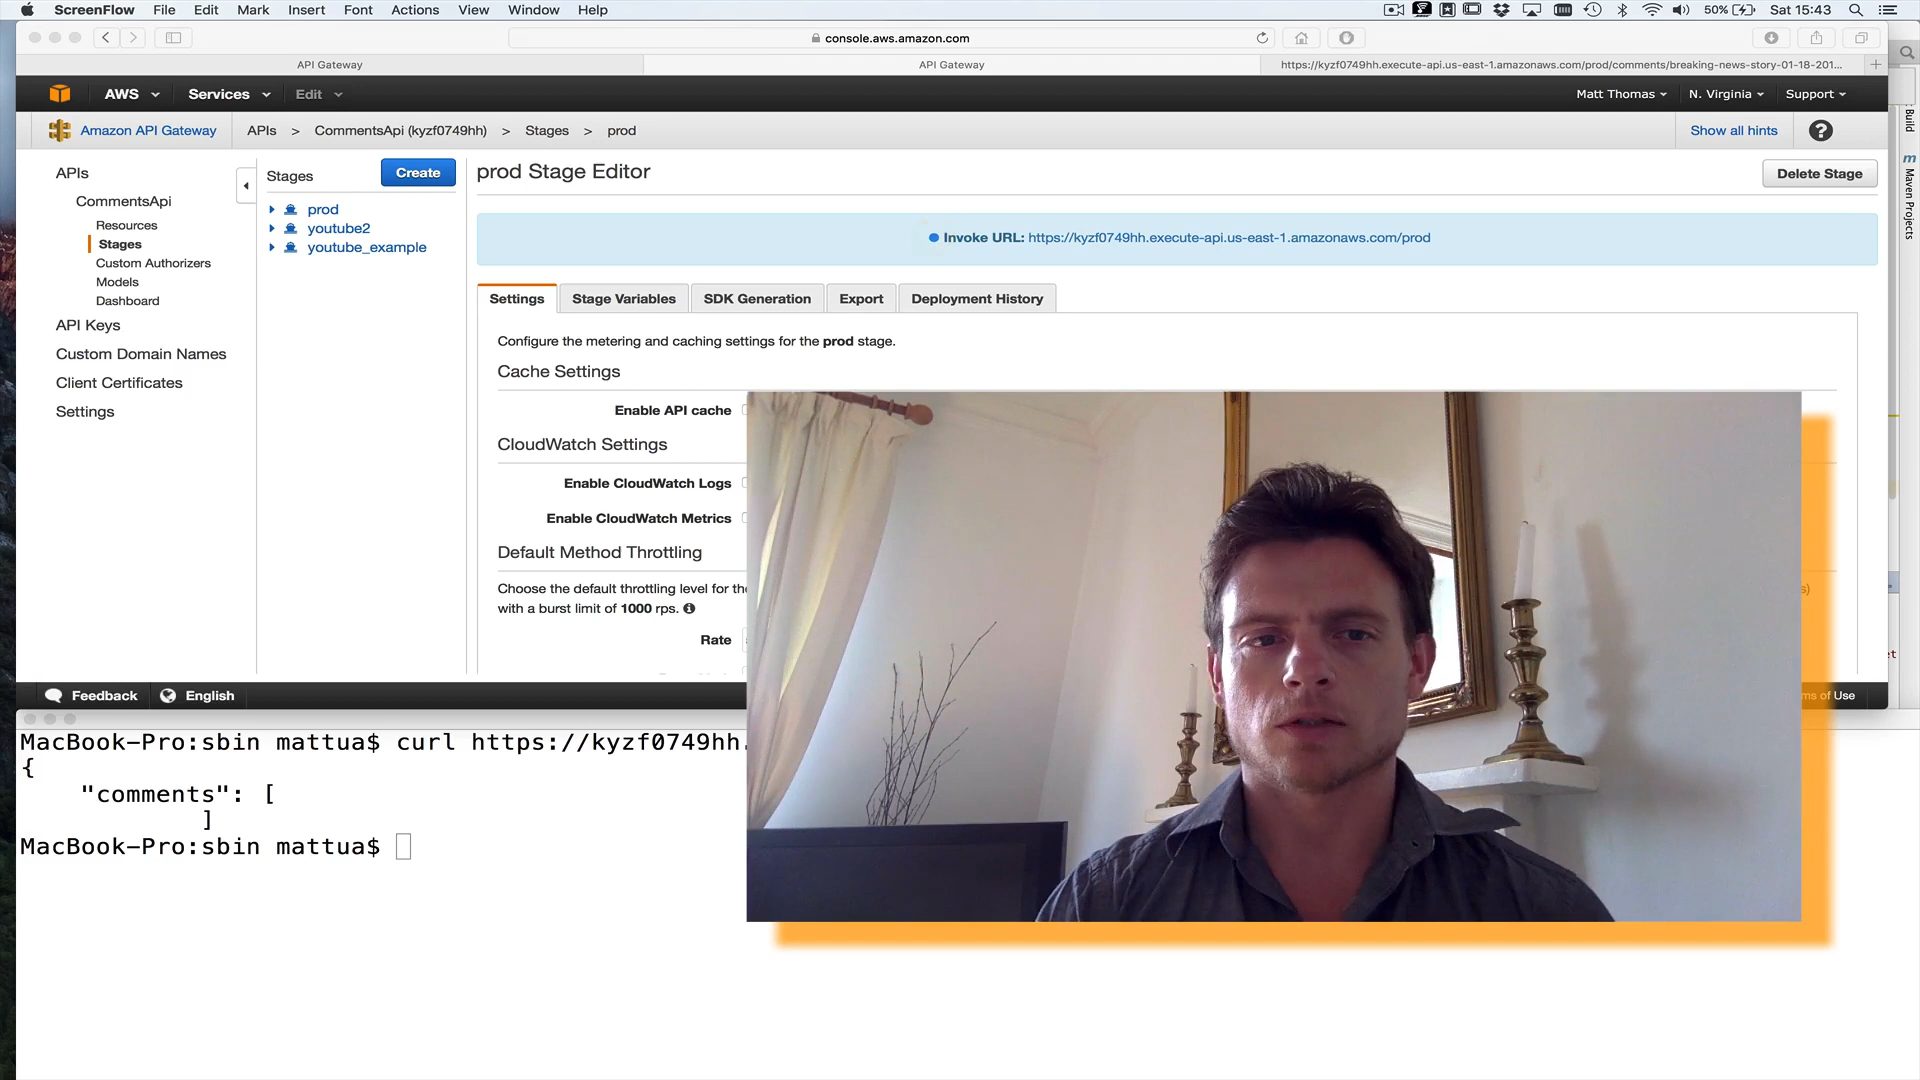 ScreenFlow File Edit Mark Insert Font Actions View Window Help 50% Sat 15:43
console.aws.amazon.com
API Gateway API Gateway https://kyzf0749hh.execute-api.us-east-1.amazonaws.com/prod/comments/breaking-news-story-01-18-201...
AWS Services Edit Matt Thomas N. Virginia Support
Amazon API Gateway APIs > CommentsApi (kyzf0749hh) > Stages > prod Show all hints ?
APIs
CommentsApi
Resources
Stages
Custom Authorizers
Models
Dashboard
API Keys
Custom Domain Names
Client Certificates
Settings
Stages Create
prod
youtube2
youtube_example
prod Stage Editor Delete Stage
Invoke URL: https://kyzf0749hh.execute-api.us-east-1.amazonaws.com/prod
Settings Stage Variables SDK Generation Export Deployment History
Configure the metering and caching settings for the prod stage.
Cache Settings
Enable API cache
CloudWatch Settings
Enable CloudWatch Logs
Enable CloudWatch Metrics
Default Method Throttling
Choose the default throttling level for the
with a burst limit of 1000 rps.
Rate
Feedback English
of Use
Build
m Maven Projects
MacBook-Pro:sbin mattua$ curl https://kyzf0749hh.
{
"comments": [
]
MacBook-Pro:sbin mattua$